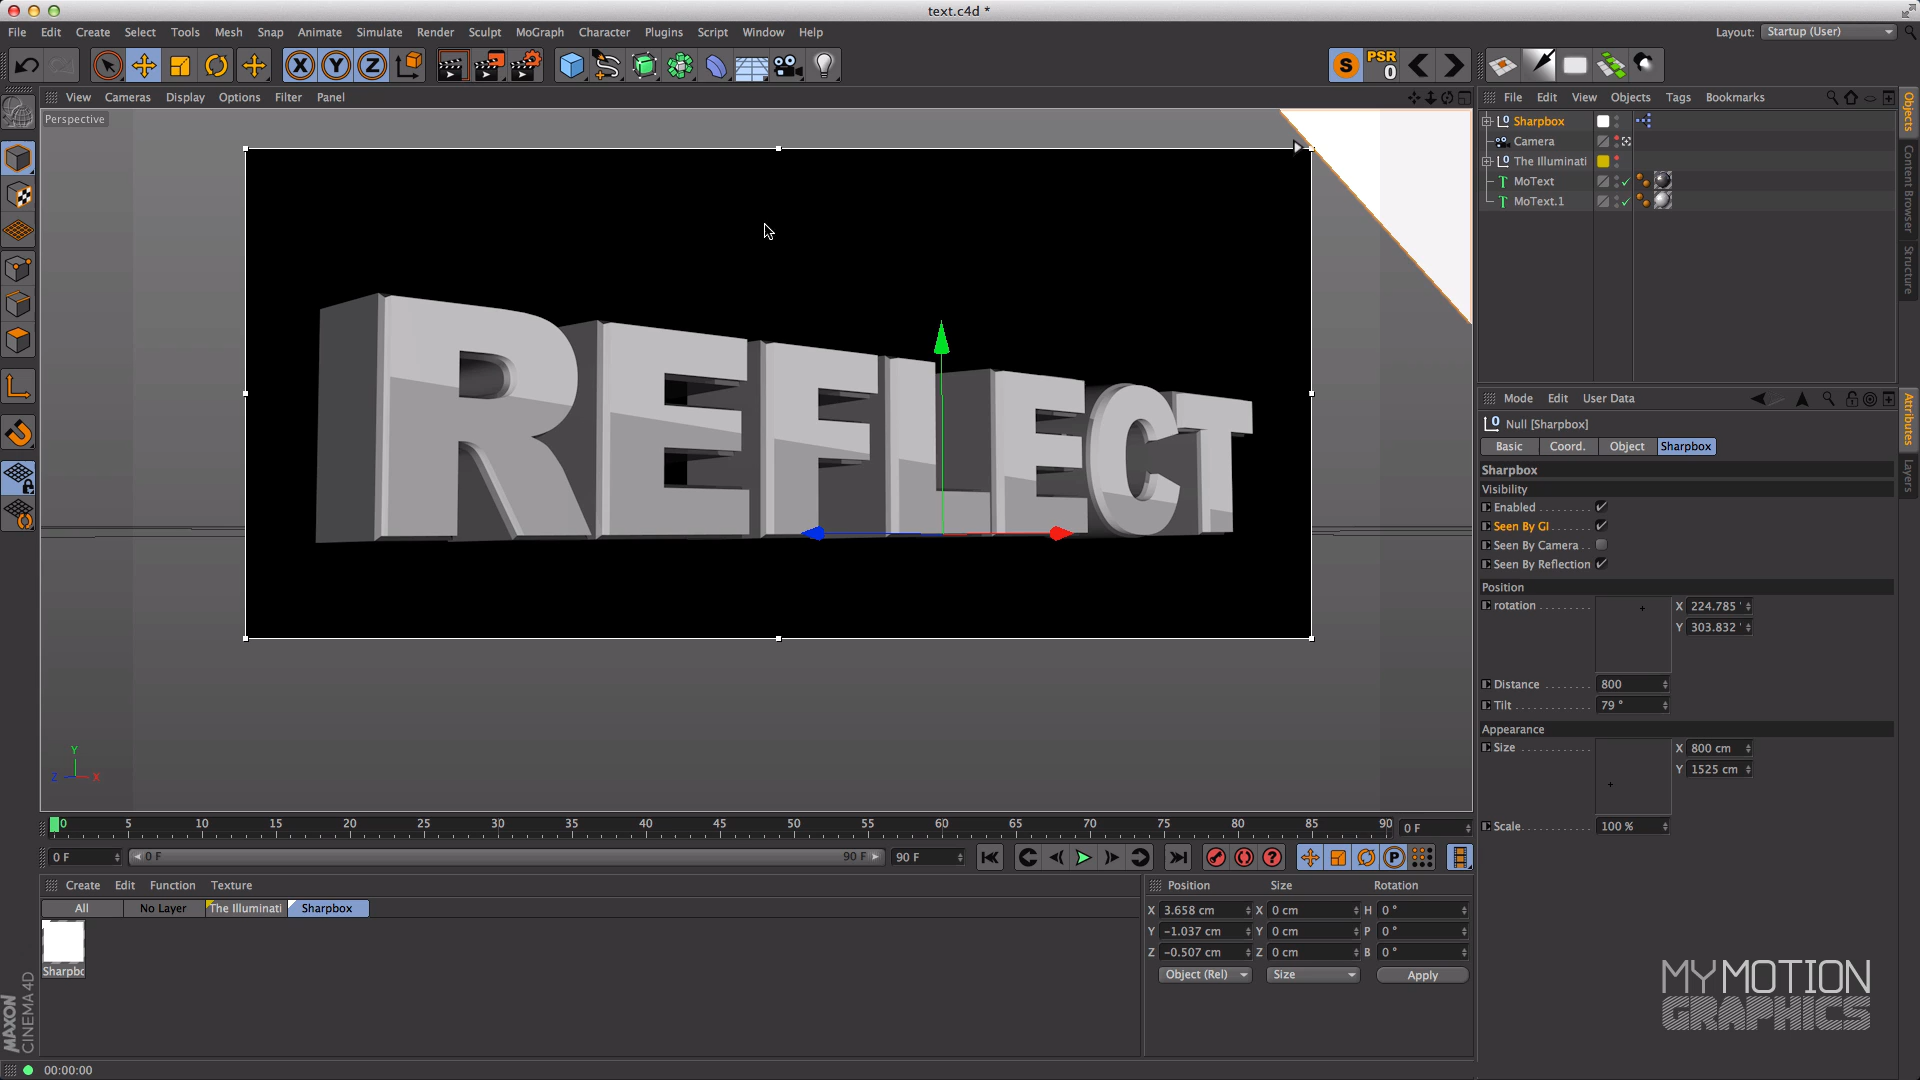 text.c4d *
File Edit Create Select Tools Mesh Snap Animate Simulate Render Sculpt MoGraph Character Plugins Script Window Help
Layout: Startup (User)
X Y Z
S PSR 0
View Cameras Display Options Filter Panel
Perspective
REFLECT
Y
Z X
File Edit View Objects Tags Bookmarks
Sharpbox
Camera
The Illuminati
MoText
MoText.1
Objects
Content Browser
Structure
Mode Edit User Data
Null [Sharpbox]
Basic Coord. Object Sharpbox
Sharpbox
Visibility
Enabled
Seen By GI
Seen By Camera
Seen By Reflection
Position
rotation X 224.785 '
Y 303.832 '
Distance 800
Tilt 79 °
Appearance
Size X 800 cm
Y 1525 cm
Scale 100 %
Attributes
Layers
0 5 10 15 20 25 30 35 40 45 50 55 60 65 70 75 80 85 90 0 F
0 F 0 F 90 F 90 F ? P
Create Edit Function Texture
All No Layer The Illuminati Sharpbox
Sharpbo
Position Size Rotation
X 3.658 cm X 0 cm H 0 °
Y -1.037 cm Y 0 cm P 0 °
Z -0.507 cm Z 0 cm B 0 °
Object (Rel) Size Apply
MAXON
CINEMA 4D
MYMOTION
GRAPHICS
00:00:00